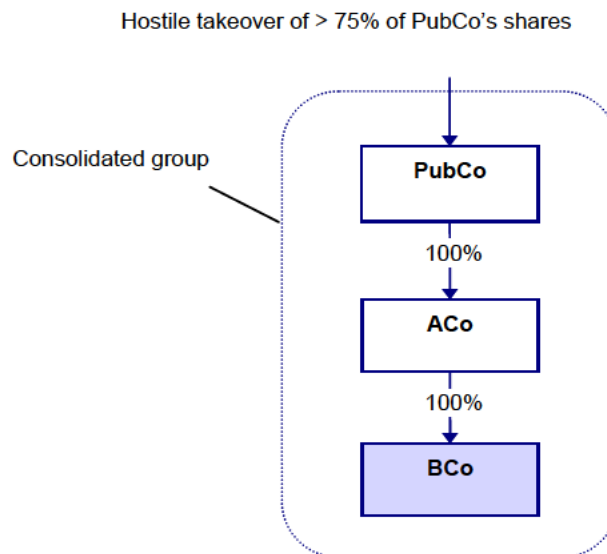 Hostile takeover of > 75% of PubCo's shares
Consolidated group
PubCo
100%
ACo
100%
BCo